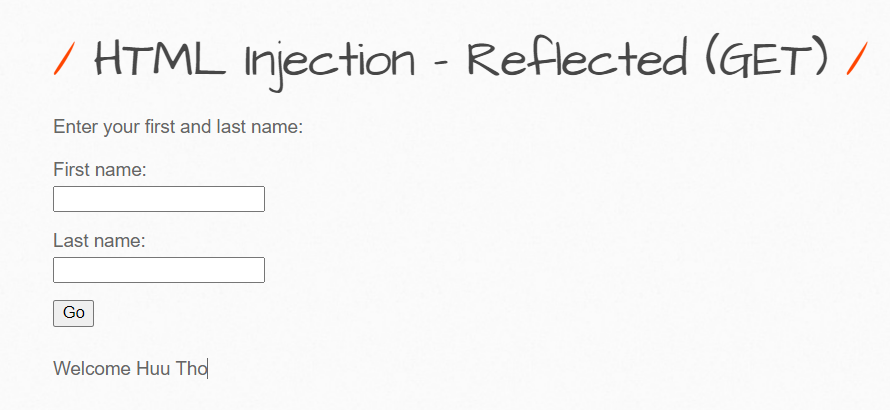 / HTML Injection - Reflected (GET) /
Enter your first and last name:
First name:
Last name:
Go
Welcome Huu Tho